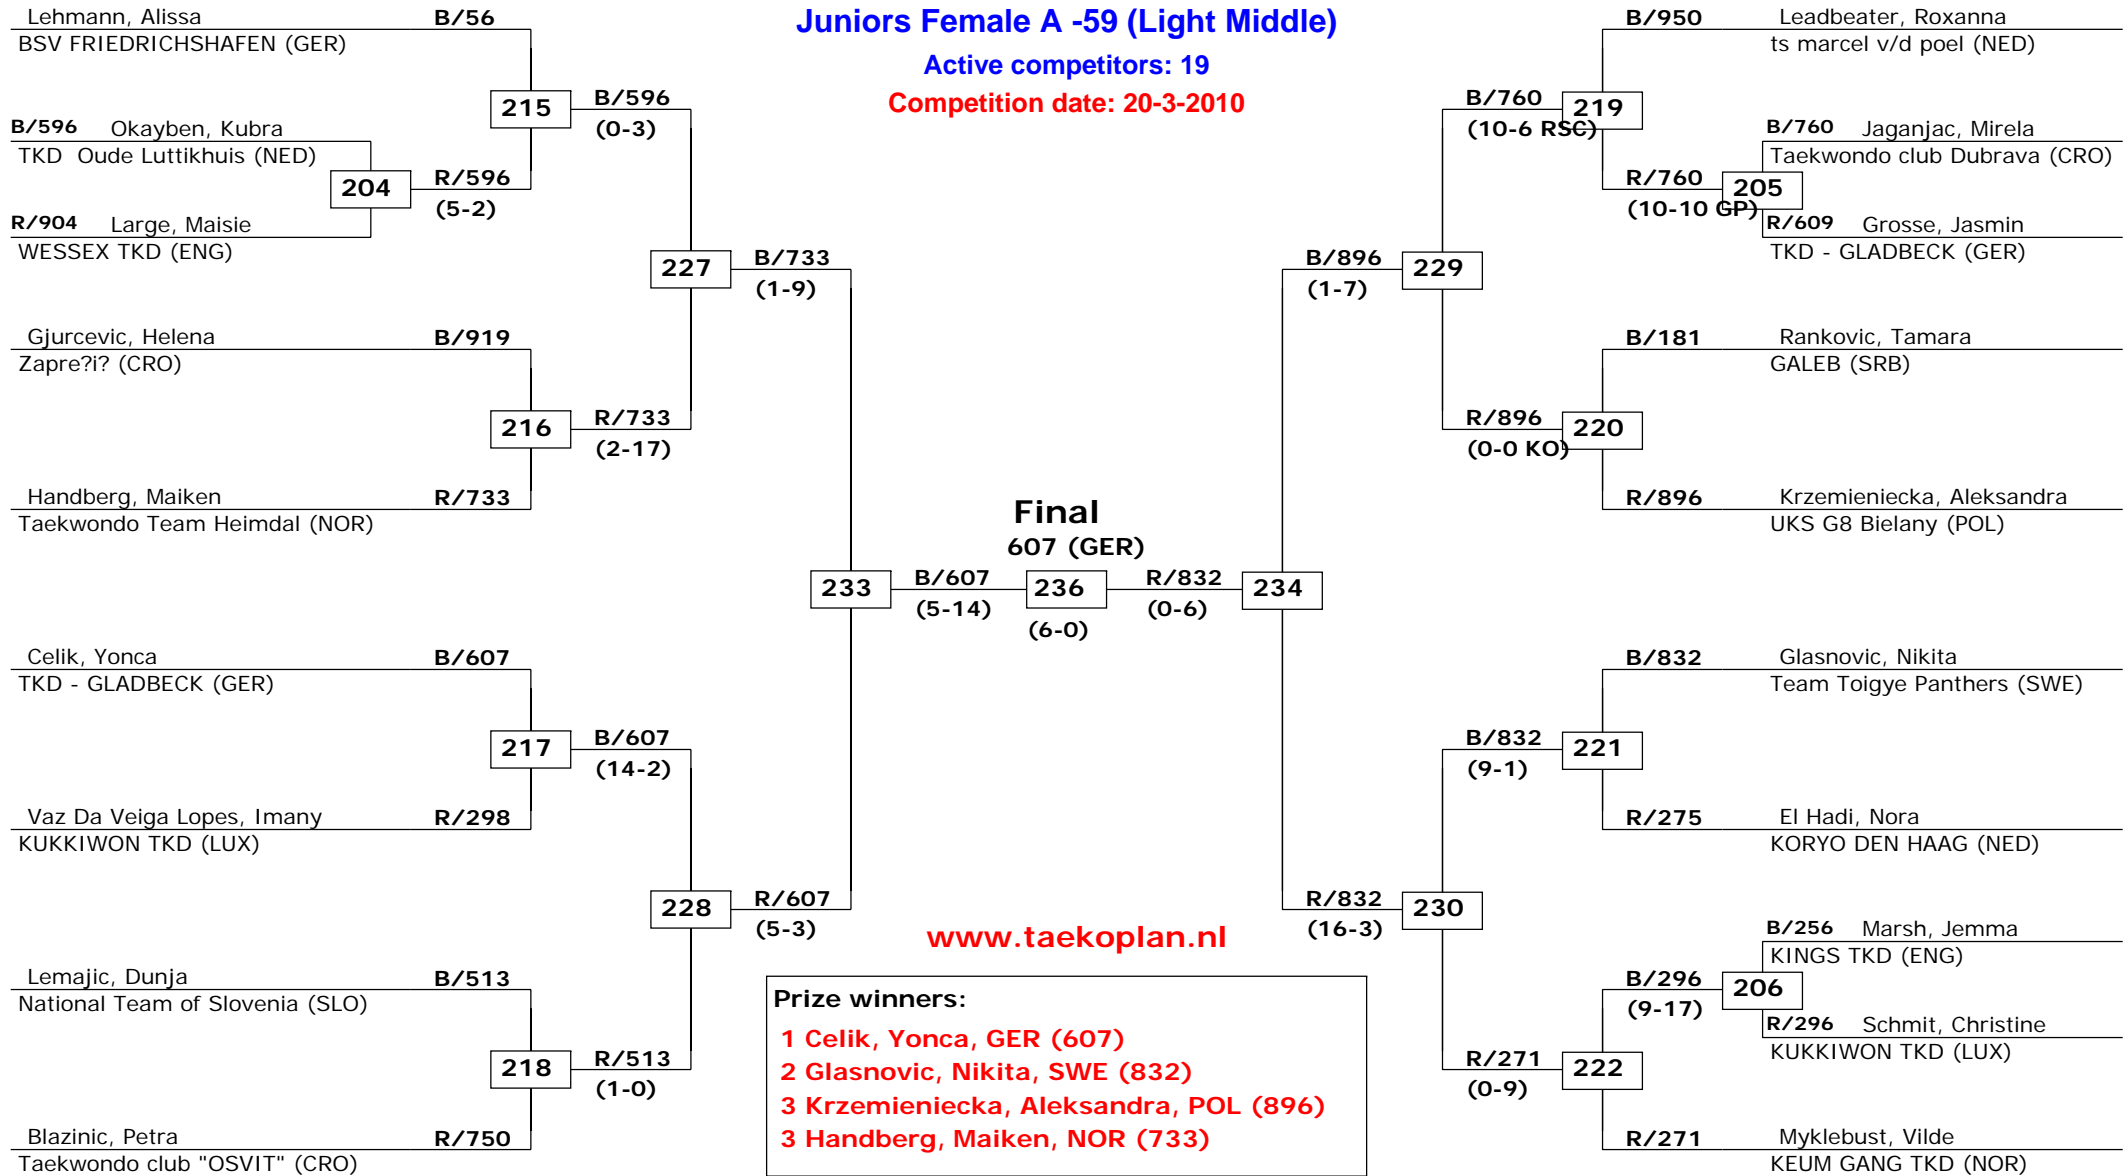 Juniors Female A -59 (Light Middle)
Active competitors: 19
Competition date: 20-3-2010
Lehmann, Alissa B/56
BSV FRIEDRICHSHAFEN (GER)
215 B/596
(0-3)
B/596 Okayben, Kubra
TKD Oude Luttikhuis (NED)
204 R/596
(5-2)
R/904 Large, Maisie
WESSEX TKD (ENG)
227 B/733
(1-9)
Gjurcevic, Helena B/919
Zapre?i? (CRO)
216 R/733
(2-17)
Handberg, Maiken R/733
Taekwondo Team Heimdal (NOR)
233 B/607
(5-14)
Celik, Yonca B/607
TKD - GLADBECK (GER)
217 B/607
(14-2)
Vaz Da Veiga Lopes, Imany R/298
KUKKIWON TKD (LUX)
228 R/607
(5-3)
Lemajic, Dunja B/513
National Team of Slovenia (SLO)
218 R/513
(1-0)
Blazinic, Petra R/750
Taekwondo club "OSVIT" (CRO)
Final
607 (GER)
236
(6-0)
B/950 Leadbeater, Roxanna
ts marcel v/d poel (NED)
B/760 219
(10-6 RSC)
B/760 Jaganjac, Mirela
Taekwondo club Dubrava (CRO)
R/760 205
(10-10 GP)
R/609 Grosse, Jasmin
TKD - GLADBECK (GER)
B/896 229
(1-7)
B/181 Rankovic, Tamara
GALEB (SRB)
R/896 220
(0-0 KO)
R/896 Krzemieniecka, Aleksandra
UKS G8 Bielany (POL)
R/832 234
(0-6)
B/832 Glasnovic, Nikita
Team Toigye Panthers (SWE)
B/832 221
(9-1)
R/275 El Hadi, Nora
KORYO DEN HAAG (NED)
R/832 230
(16-3)
B/256 Marsh, Jemma
KINGS TKD (ENG)
B/296 206
(9-17)
R/296 Schmit, Christine
KUKKIWON TKD (LUX)
R/271 222
(0-9)
R/271 Myklebust, Vilde
KEUM GANG TKD (NOR)
www.taekoplan.nl
Prize winners:
1 Celik, Yonca, GER (607)
2 Glasnovic, Nikita, SWE (832)
3 Krzemieniecka, Aleksandra, POL (896)
3 Handberg, Maiken, NOR (733)